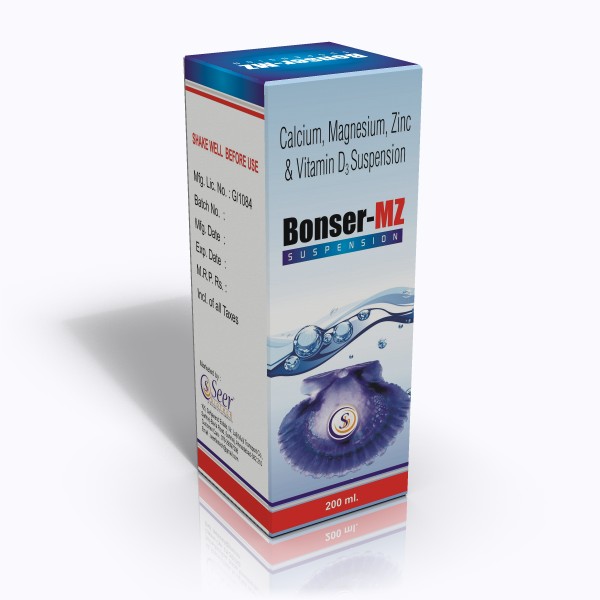 Bonser-MZ
SUSPENSION
Calcium, Magnesium, Zinc
& Vitamin D3 Suspension
Bonser-MZ
SUSPENSION
S
200 ml.
SHAKE WELL BEFORE USE
Mfg. Lic. No. : G/1084
Batch No. :
Mfg. Date :
Exp. Date :
M.R.P. Rs. :
Incl. of all Taxes
Marketed by :
Seer